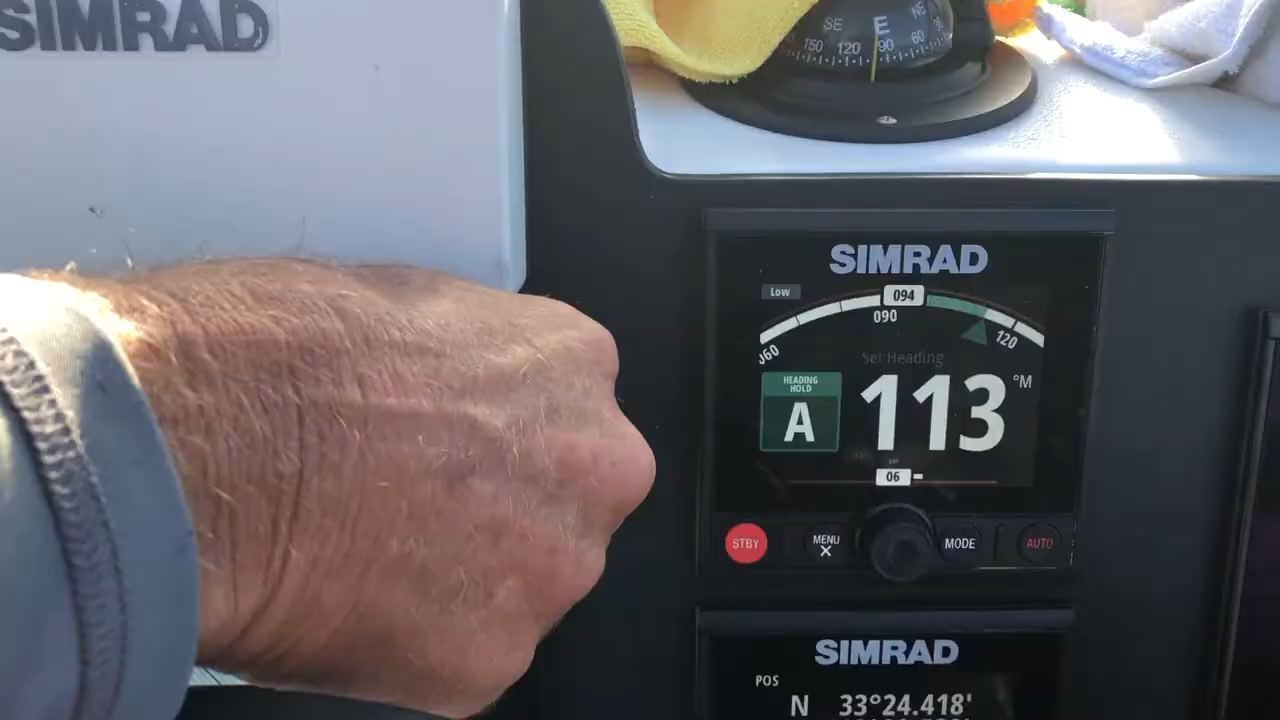 SIMRAD
SE E NE
150 120 90 60
SIMRAD
Low
094
060 090 120
Set Heading
HEADING
HOLD
A
113 °M
06
STBY
MENU
X
MODE
AUTO
SIMRAD
POS
N 33°24.418'